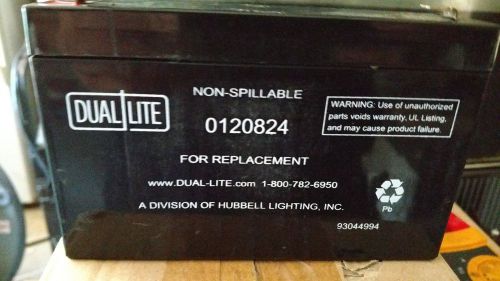 DUAL LITE
NON-SPILLABLE
0120824
WARNING: Use of unauthorized
parts voids warranty, UL Listing,
and may cause product failure.
FOR REPLACEMENT
www.DUAL-LITE.com 1-800-782-6950
A DIVISION OF HUBBELL LIGHTING, INC.
Pb
93044994